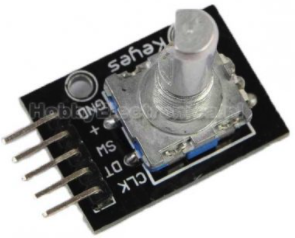 Keyes
GND
+
SW
DT
CLK